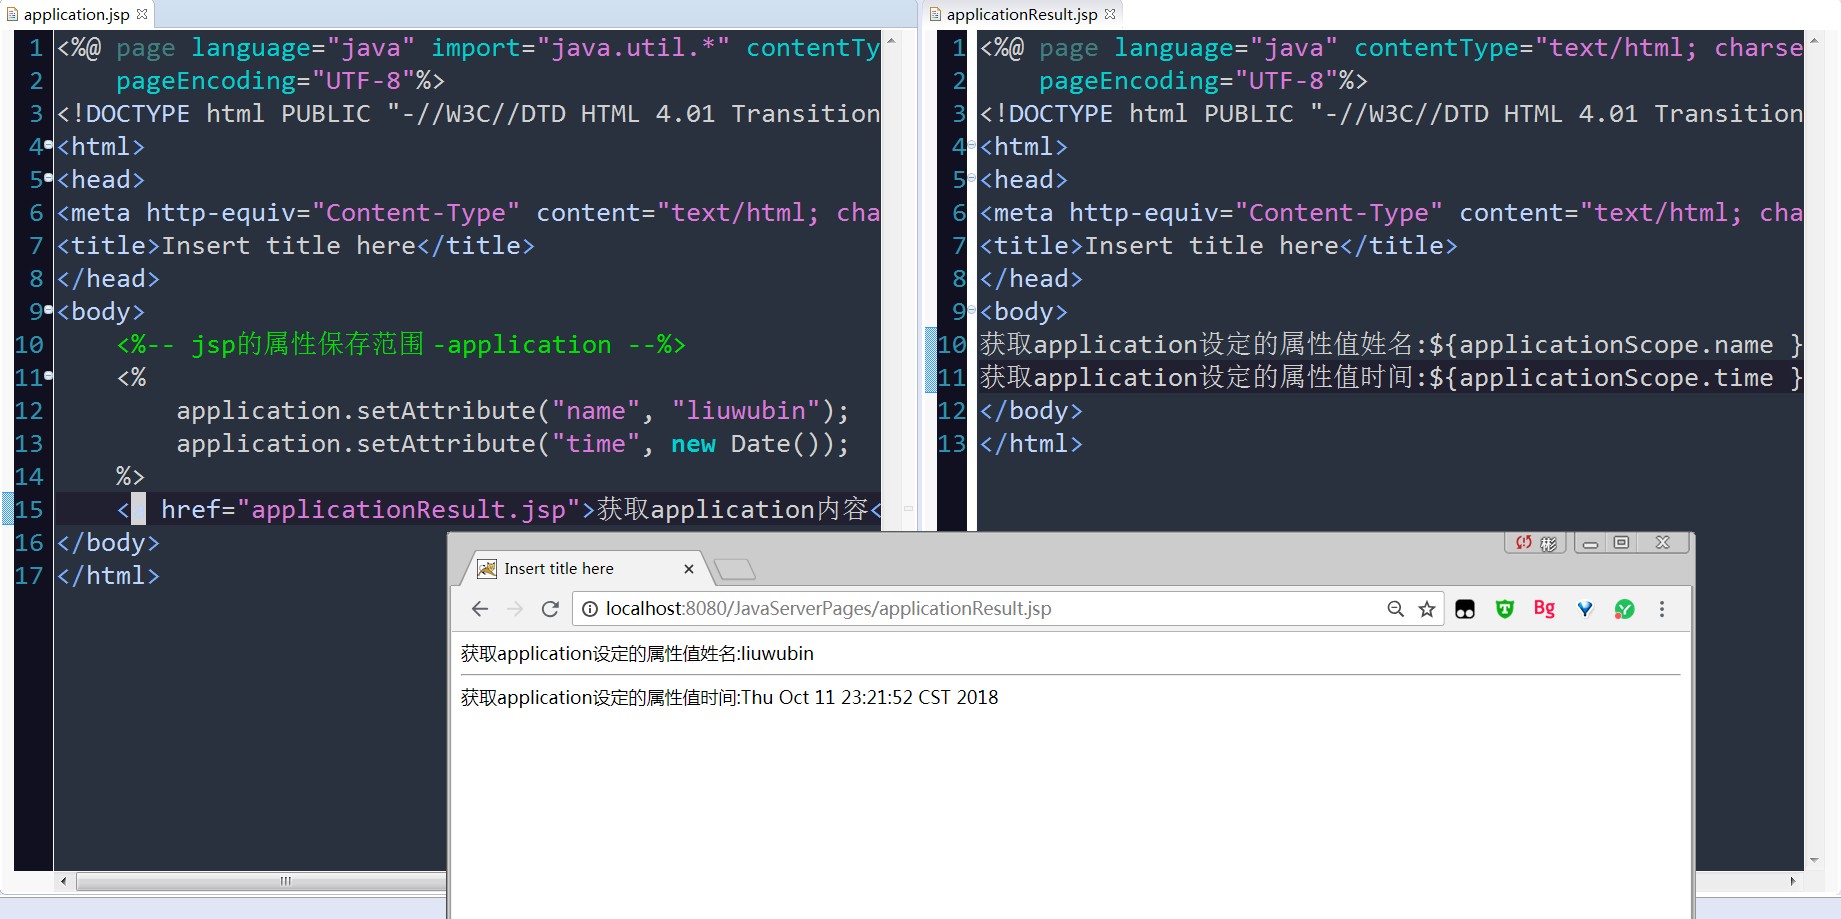 application.jsp
1 <%@ page language="java" import="java.util.*" contentTy
2 pageEncoding="UTF-8"%>
3 <!DOCTYPE html PUBLIC "-//W3C//DTD HTML 4.01 Transition
4 <html>
5 <head>
6 <meta http-equiv="Content-Type" content="text/html; cha
7 <title>Insert title here</title>
8 </head>
9 <body>
10 <%-- jsp的属性保存范围 -application --%>
11 <%
12 application.setAttribute("name", "liuwubin");
13 application.setAttribute("time", new Date());
14 %>
15 < href="applicationResult.jsp">获取application内容<
16 </body>
17 </html>
applicationResult.jsp
1 <%@ page language="java" contentType="text/html; charse
2 pageEncoding="UTF-8"%>
3 <!DOCTYPE html PUBLIC "-//W3C//DTD HTML 4.01 Transition
4 <html>
5 <head>
6 <meta http-equiv="Content-Type" content="text/html; cha
7 <title>Insert title here</title>
8 </head>
9 <body>
10 获取application设定的属性值姓名:${applicationScope.name }
11 获取application设定的属性值时间:${applicationScope.time }
12 </body>
13 </html>
彬
Insert title here
localhost:8080/JavaServerPages/applicationResult.jsp
Bg
获取application设定的属性值姓名:liuwubin
获取application设定的属性值时间:Thu Oct 11 23:21:52 CST 2018